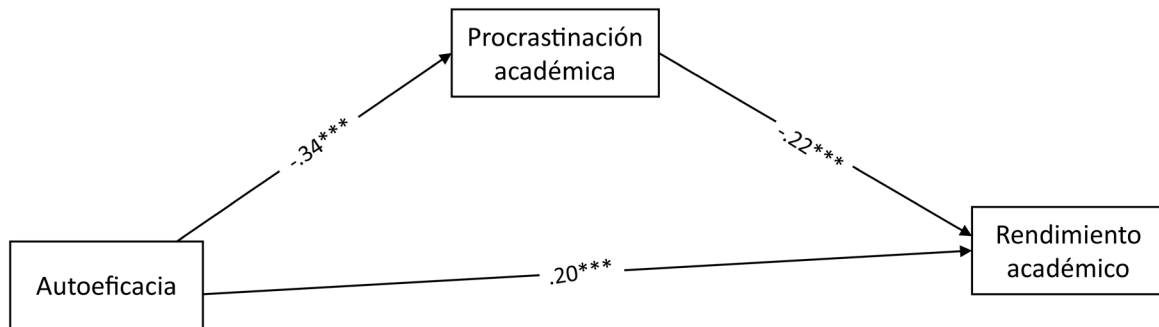 Procrastinación
académica
-.34***
-.22***
Autoeficacia
.20***
Rendimiento
académico